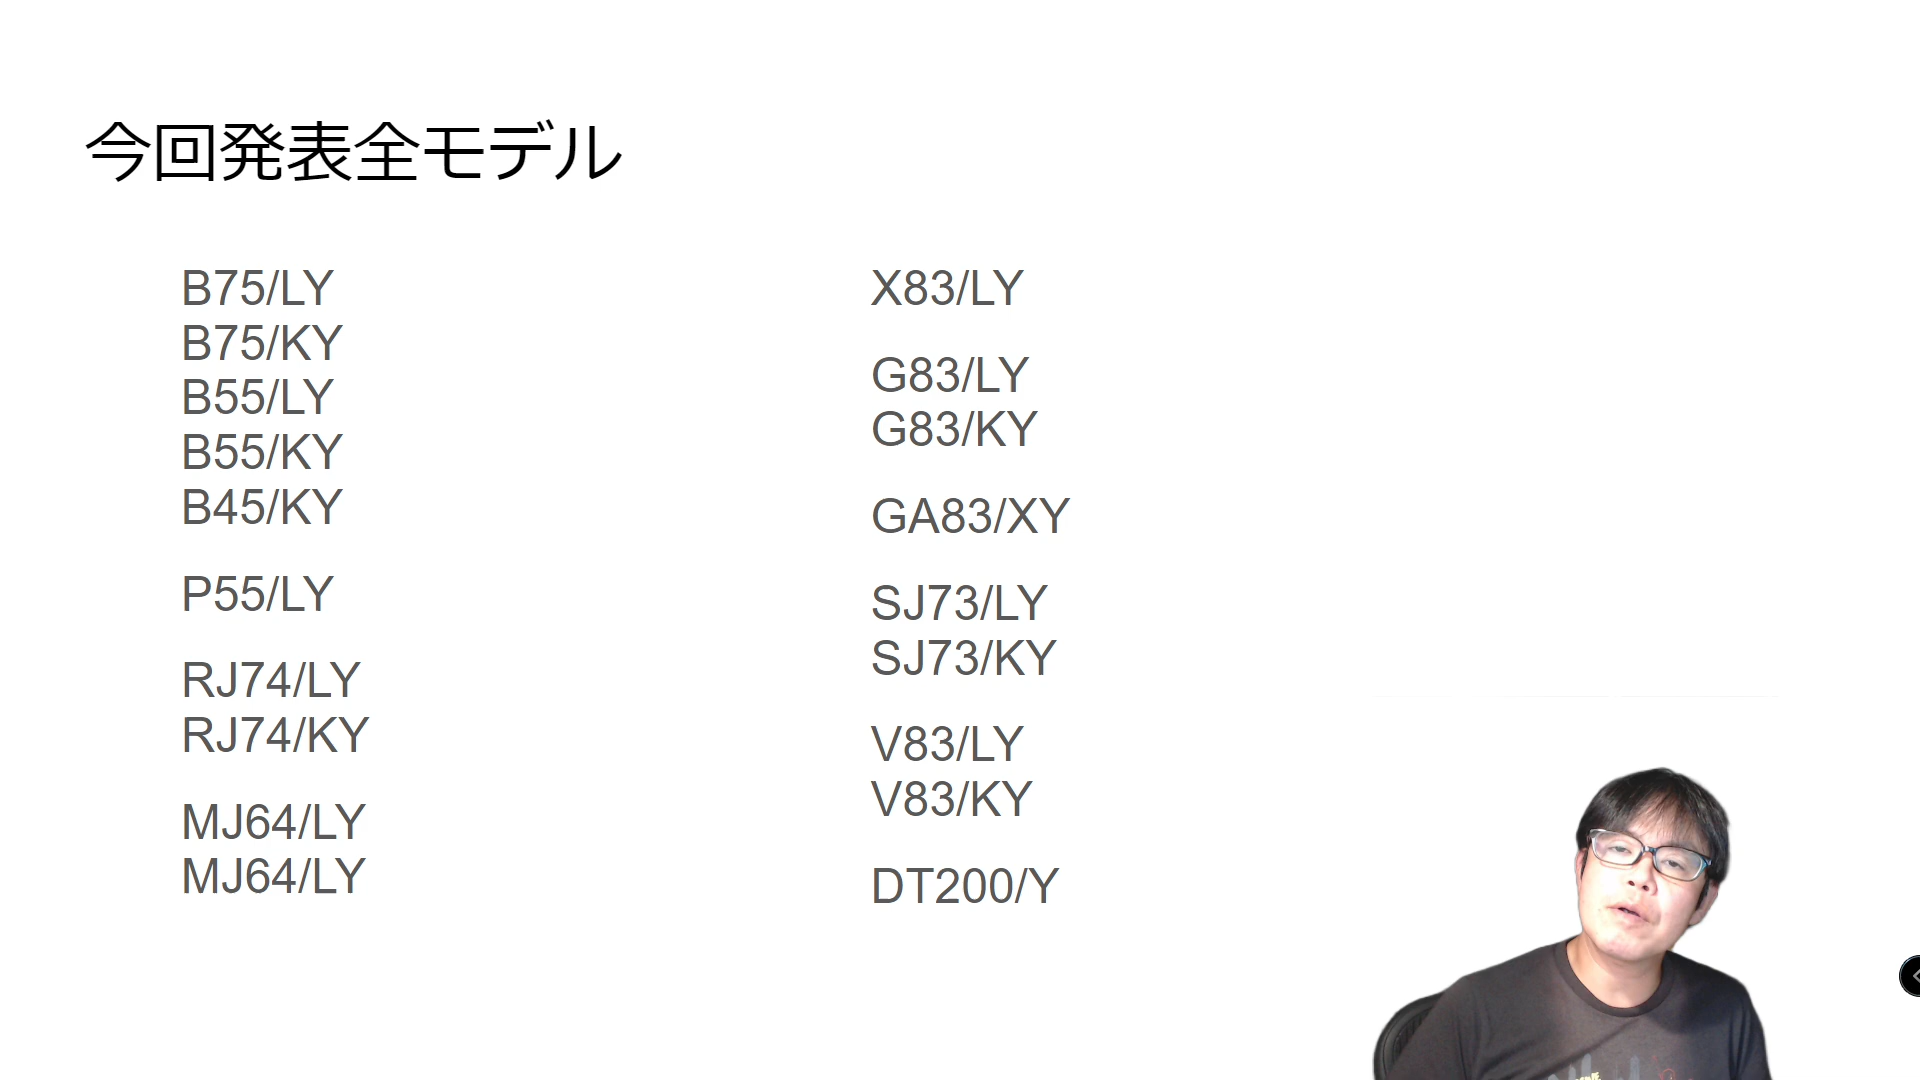 今回発表全モデル
B75/LY
B75/KY
B55/LY
B55/KY
B45/KY
P55/LY
RJ74/LY
RJ74/KY
MJ64/LY
MJ64/LY
X83/LY
G83/LY
G83/KY
GA83/XY
SJ73/LY
SJ73/KY
V83/LY
V83/KY
DT200/Y